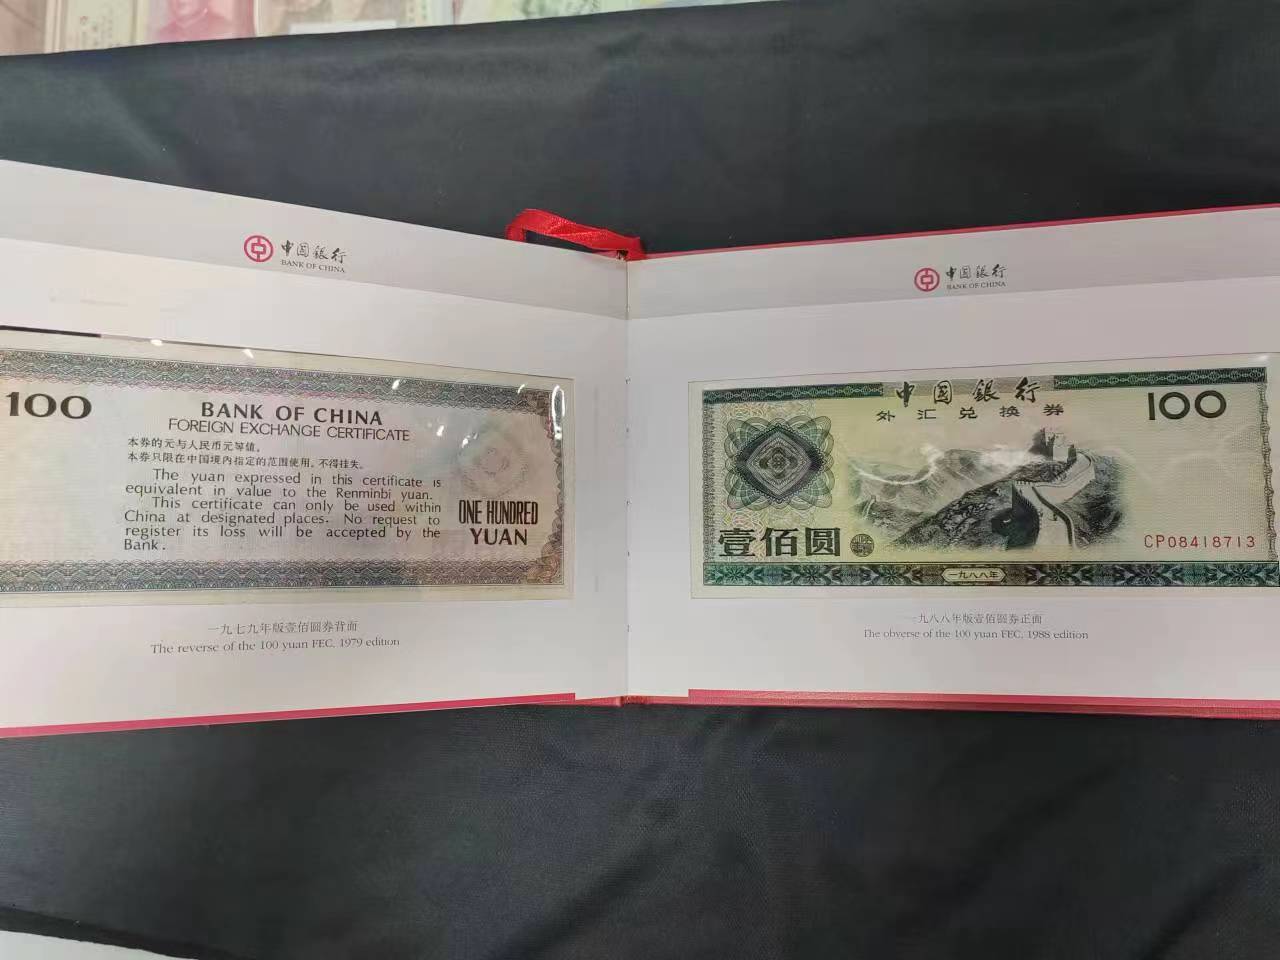 中国銀行
BANK OF CHINA
100
BANK OF CHINA
FOREIGN EXCHANGE CERTIFICATE
本券的元与人民币元等值。
本券只限在中国境内指定的范围使用，不得挂失。
The yuan expressed in this certificate is
equivalent in value to the Renminbi yuan.
This certificate can only be used within
China at designated places. No request to
register its loss will be accepted by the
Bank.
ONE HUNDRED
YUAN
一九七九年版壹佰圆券背面
The reverse of the 100 yuan FEC, 1979 edition
中国銀行
BANK OF CHINA
中国銀行
外汇兑换券
100
壹佰圆
CP08418713
一九八八年
一九八八年版壹佰圆券正面
The obverse of the 100 yuan FEC, 1988 edition